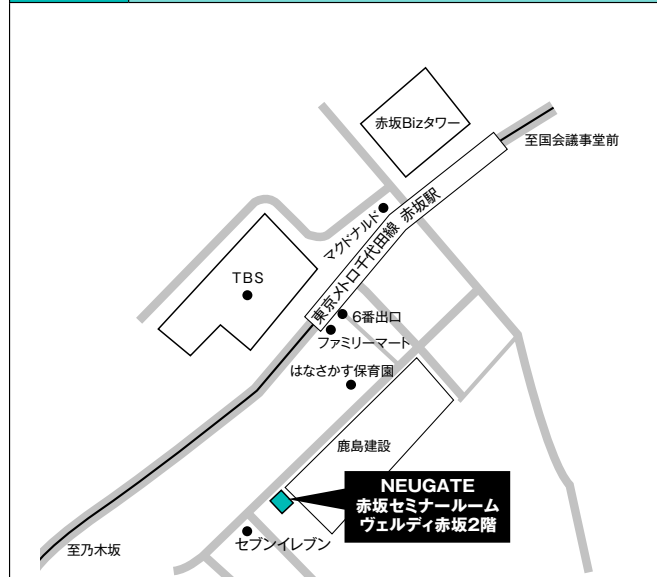 赤坂Bizタワー
至国会議事堂前
マクドナルド
東京メトロ千代田線 赤坂駅
TBS
6番出口
ファミリーマート
はなさかす保育園
鹿島建設
NEUGATE
赤坂セミナールーム
ヴェルディ赤坂2階
セブンイレブン
至乃木坂